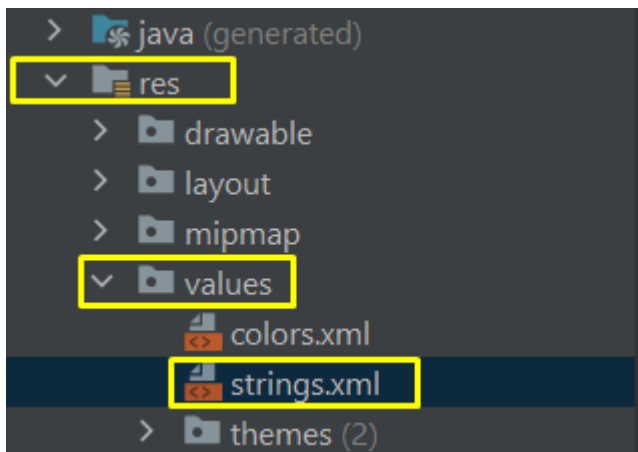 java (generated)
res
drawable
layout
mipmap
values
colors.xml
strings.xml
themes (2)